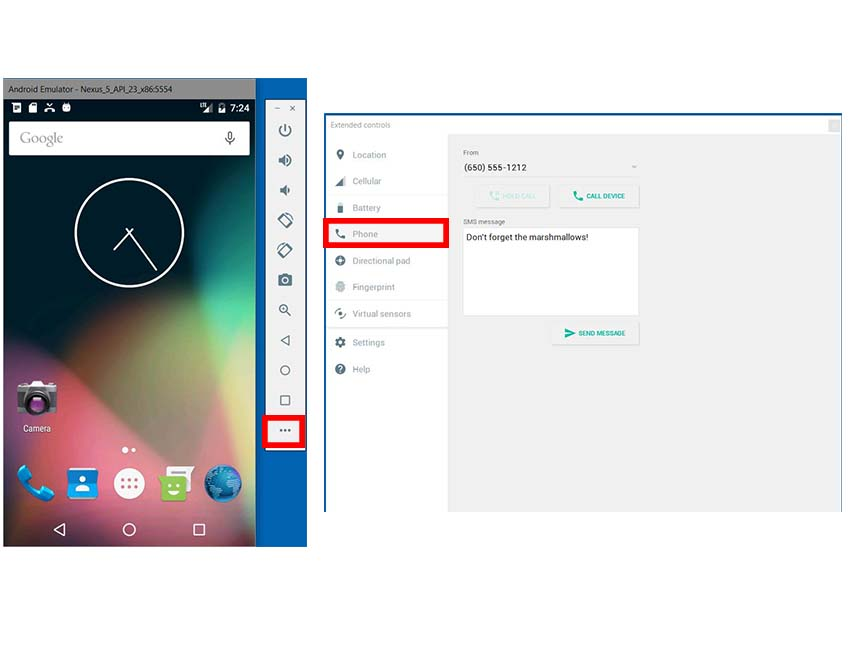 Android Emulator - Nexus_5_API_23_x86:5554
LTE 7:24
Google
Camera
Extended controls
Location
Cellular
Battery
Phone
Directional pad
Fingerprint
Virtual sensors
Settings
Help
From
(650) 555-1212
HOLD CALL
CALL DEVICE
SMS message
Don't forget the marshmallows!
SEND MESSAGE